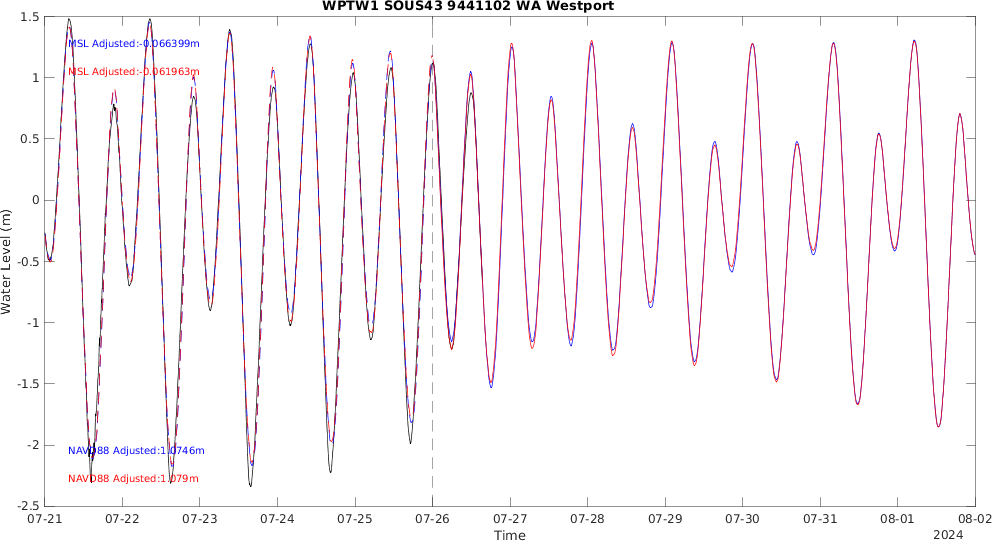 WPTW1 SOUS43 9441102 WA Westport
1.5
1
0.5
0
-0.5
-1
-1.5
-2
-2.5
Water Level (m)
MSL Adjusted:-0.066399m
MSL Adjusted:-0.061963m
NAVD88 Adjusted:1.0746m
NAVD88 Adjusted:1.079m
07-21 07-22 07-23 07-24 07-25 07-26 07-27 07-28 07-29 07-30 07-31 08-01 08-02
Time
2024